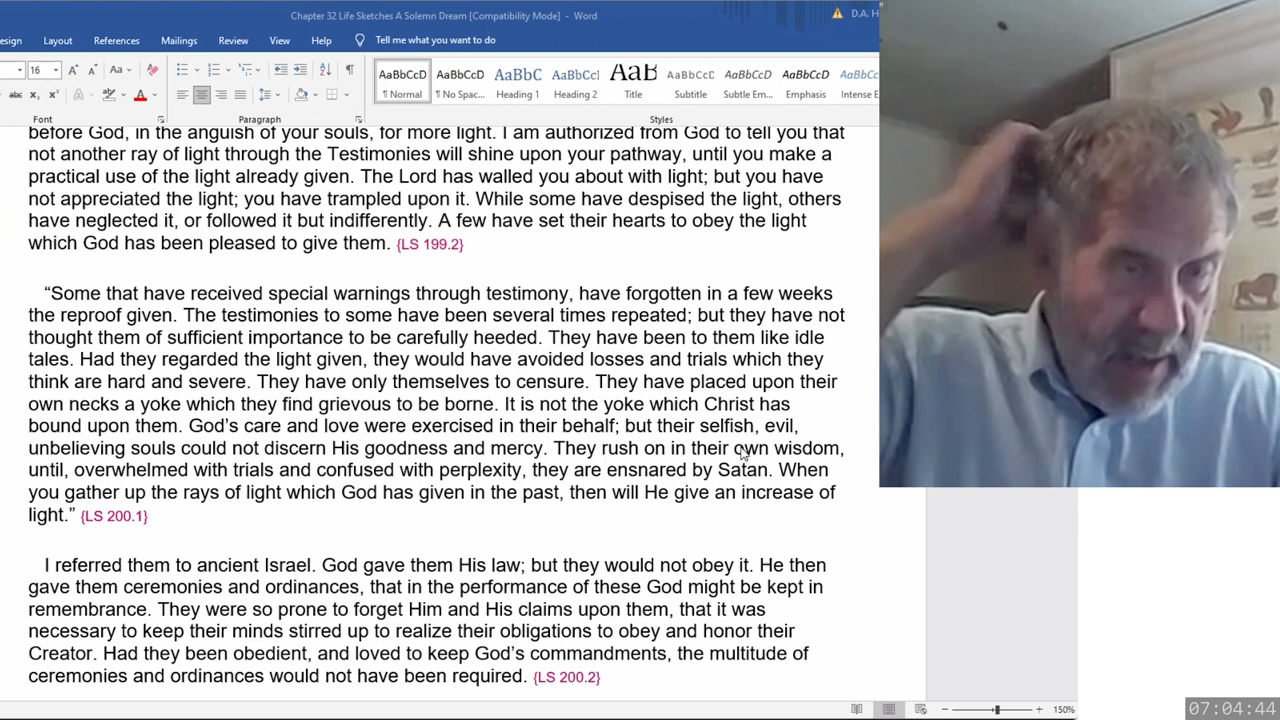 Chapter 32 Life Sketches A Solemn Dream [Compatibility Mode] - Word
D.A. H
esign Layout References Mailings Review View Help Tell me what you want to do
16 Aa
AaBbCcD AaBbCcD AaBbC AaBbCcI AaB AaBbCcD AaBbCcD AaBbCcD AaBbCc
¶ Normal ¶ No Spac... Heading 1 Heading 2 Title Subtitle Subtle Em... Emphasis Intense E
Font Paragraph Styles
before God, in the anguish of your souls, for more light. I am authorized from God to tell you that
not another ray of light through the Testimonies will shine upon your pathway, until you make a
practical use of the light already given. The Lord has walled you about with light; but you have
not appreciated the light; you have trampled upon it. While some have despised the light, others
have neglected it, or followed it but indifferently. A few have set their hearts to obey the light
which God has been pleased to give them. {LS 199.2}
“Some that have received special warnings through testimony, have forgotten in a few weeks
the reproof given. The testimonies to some have been several times repeated; but they have not
thought them of sufficient importance to be carefully heeded. They have been to them like idle
tales. Had they regarded the light given, they would have avoided losses and trials which they
think are hard and severe. They have only themselves to censure. They have placed upon their
own necks a yoke which they find grievous to be borne. It is not the yoke which Christ has
bound upon them. God’s care and love were exercised in their behalf; but their selfish, evil,
unbelieving souls could not discern His goodness and mercy. They rush on in their own wisdom,
until, overwhelmed with trials and confused with perplexity, they are ensnared by Satan. When
you gather up the rays of light which God has given in the past, then will He give an increase of
light.” {LS 200.1}
I referred them to ancient Israel. God gave them His law; but they would not obey it. He then
gave them ceremonies and ordinances, that in the performance of these God might be kept in
remembrance. They were so prone to forget Him and His claims upon them, that it was
necessary to keep their minds stirred up to realize their obligations to obey and honor their
Creator. Had they been obedient, and loved to keep God’s commandments, the multitude of
ceremonies and ordinances would not have been required. {LS 200.2}
150%
07:04:44